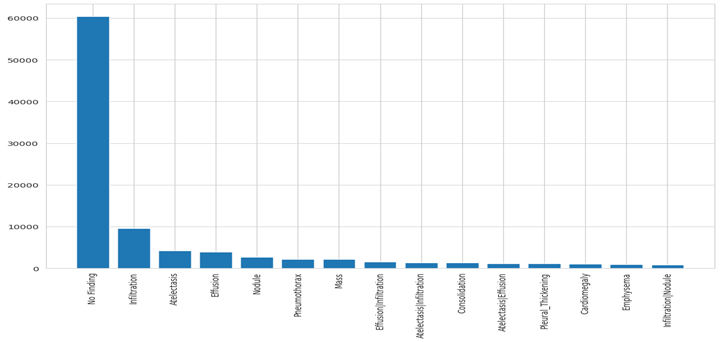 60000
50000
40000
30000
20000
10000
0
No Finding
Infiltration
Atelectasis
Effusion
Nodule
Pneumothorax
Mass
Effusion|Infiltration
Atelectasis|Infiltration
Consolidation
Atelectasis|Effusion
Pleural_Thickening
Cardiomegaly
Emphysema
Infiltration|Nodule